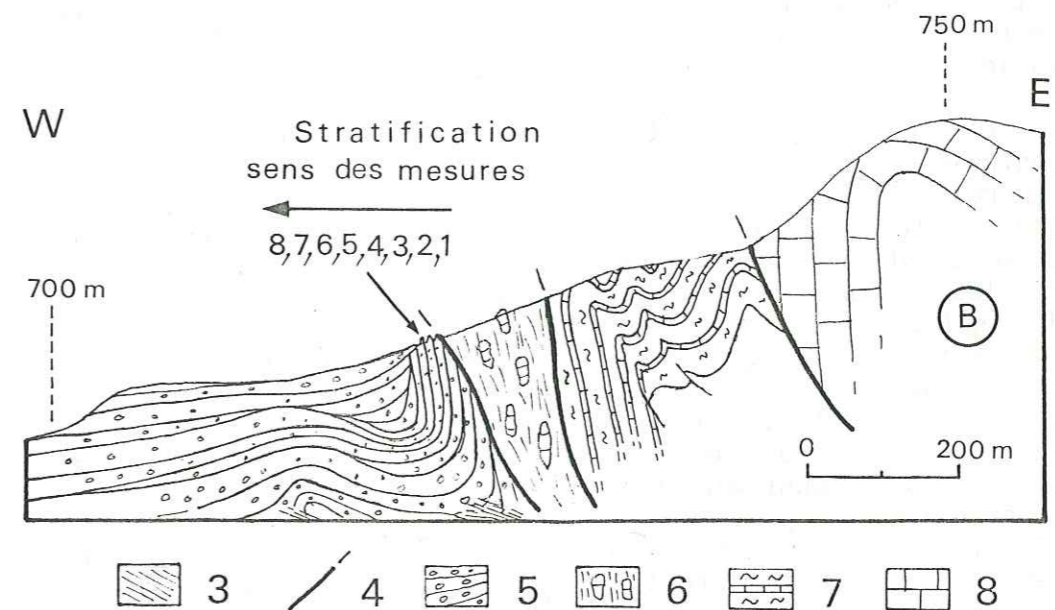 750 m
W
E
Stratification
sens des mesures
8,7,6,5,4,3,2,1
700 m
B
0
200 m
3 4 5 6 7 8